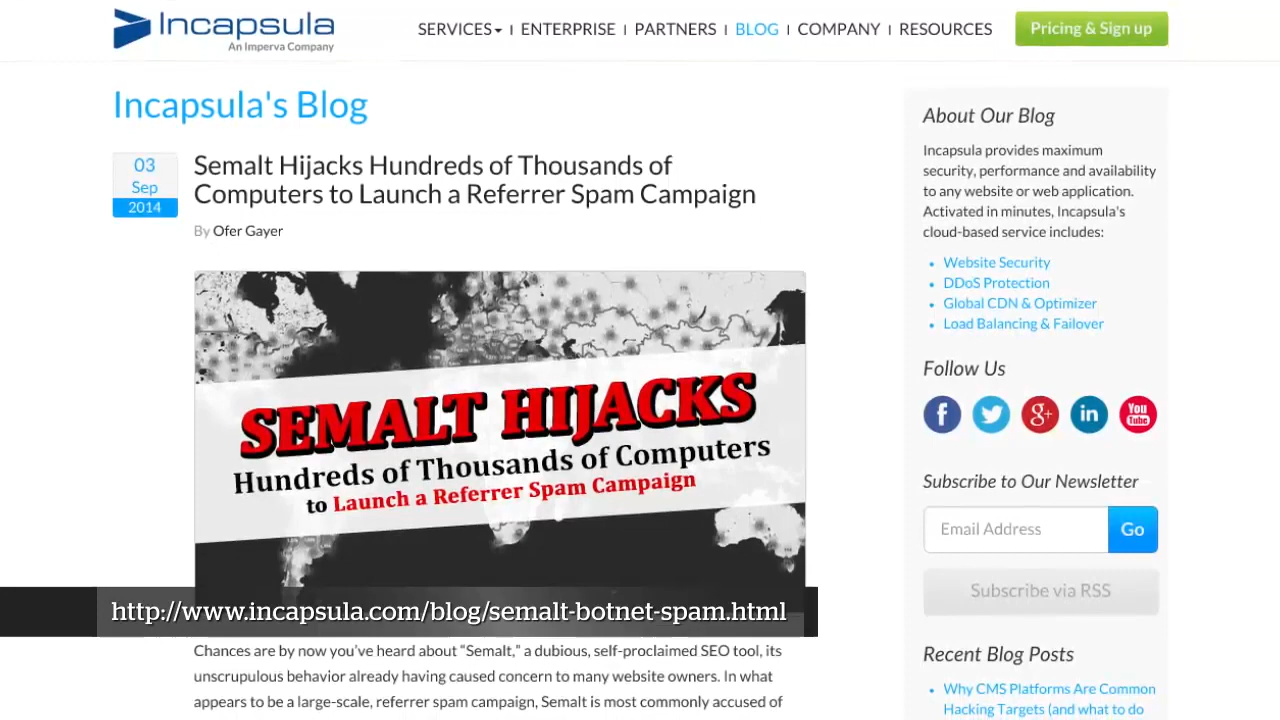 Incapsula
An Imperva Company
SERVICES
ENTERPRISE
PARTNERS
BLOG
COMPANY
RESOURCES
Pricing & Sign up
Incapsula's Blog
03
Sep
2014
Semalt Hijacks Hundreds of Thousands of
Computers to Launch a Referrer Spam Campaign
By Ofer Gayer
SEMALT HIJACKS
Hundreds of Thousands of Computers
to Launch a Referrer Spam Campaign
http://www.incapsula.com/blog/semalt-botnet-spam.html
Chances are by now you've heard about “Semalt,” a dubious, self-proclaimed SEO tool, its
unscrupulous behavior already having caused concern to many website owners. In what
appears to be a large-scale, referrer spam campaign, Semalt is most commonly accused of
About Our Blog
Incapsula provides maximum
security, performance and availability
to any website or web application.
Activated in minutes, Incapsula's
cloud-based service includes:
• Website Security
• DDoS Protection
• Global CDN & Optimizer
• Load Balancing & Failover
Follow Us
f
g+
in
You
Tube
Subscribe to Our Newsletter
Email Address
Go
Subscribe via RSS
Recent Blog Posts
• Why CMS Platforms Are Common
Hacking Targets (and what to do